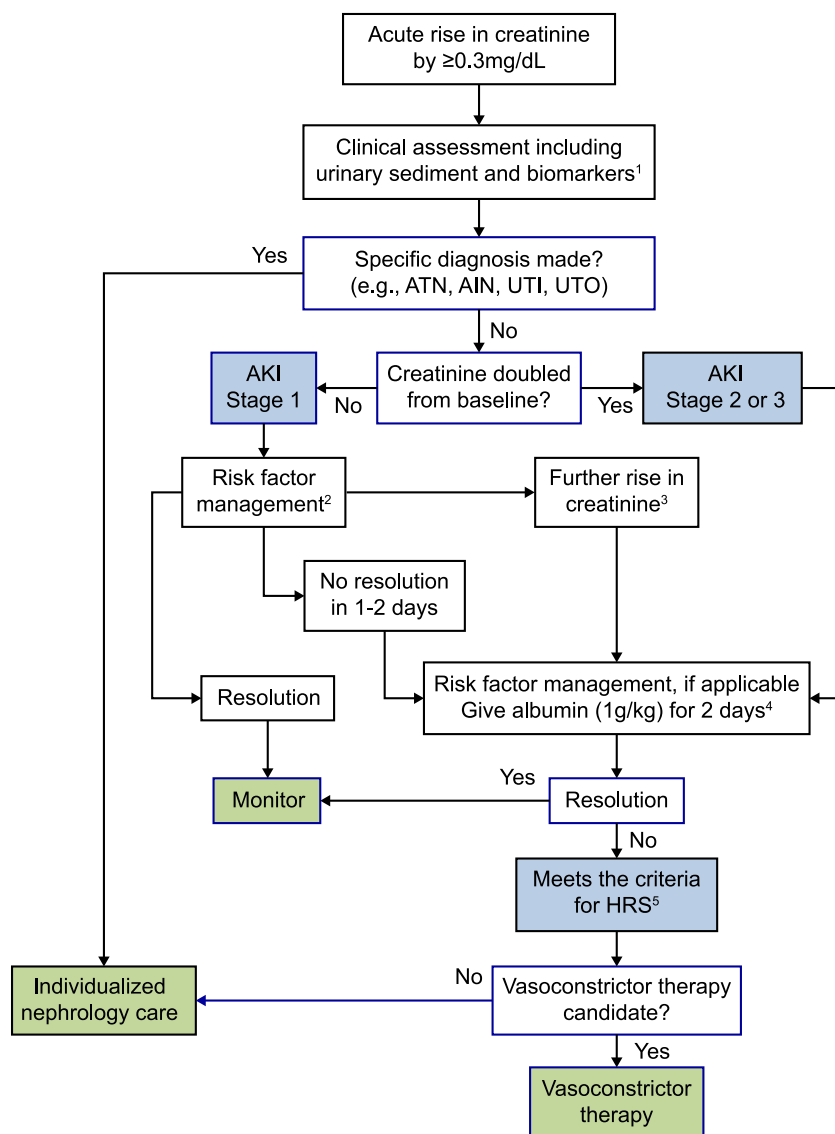 Acute rise in creatinine
by ≥0.3mg/dL
Clinical assessment including
urinary sediment and biomarkers¹
Yes
Specific diagnosis made?
(e.g., ATN, AIN, UTI, UTO)
No
AKI
Stage 1
No
Creatinine doubled
from baseline?
Yes
AKI
Stage 2 or 3
Risk factor
management²
Further rise in
creatinine³
No resolution
in 1-2 days
Resolution
Risk factor management, if applicable
Give albumin (1g/kg) for 2 days⁴
Monitor
Yes
Resolution
No
Meets the criteria
for HRS⁵
Individualized
nephrology care
No
Vasoconstrictor therapy
candidate?
Yes
Vasoconstrictor
therapy